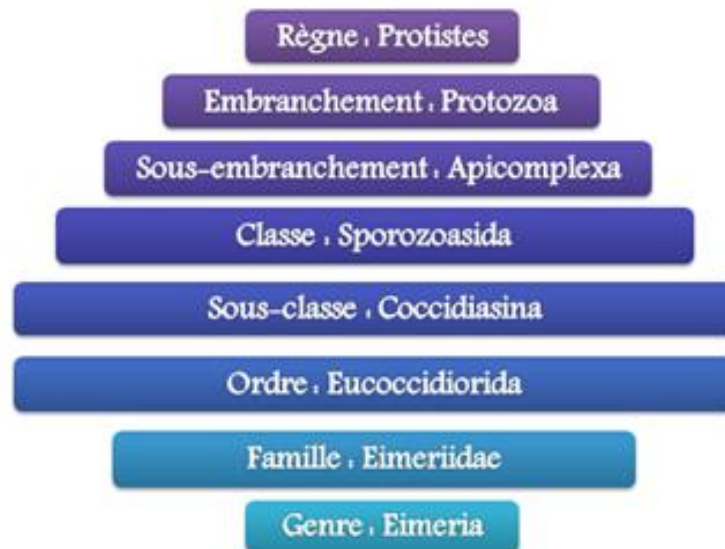 Règne : Protistes
Embranchement : Protozoa
Sous-embranchement : Apicomplexa
Classe : Sporozoasida
Sous-classe : Coccidiasina
Ordre : Eucoccidiorida
Famille : Eimeriidae
Genre : Eimeria